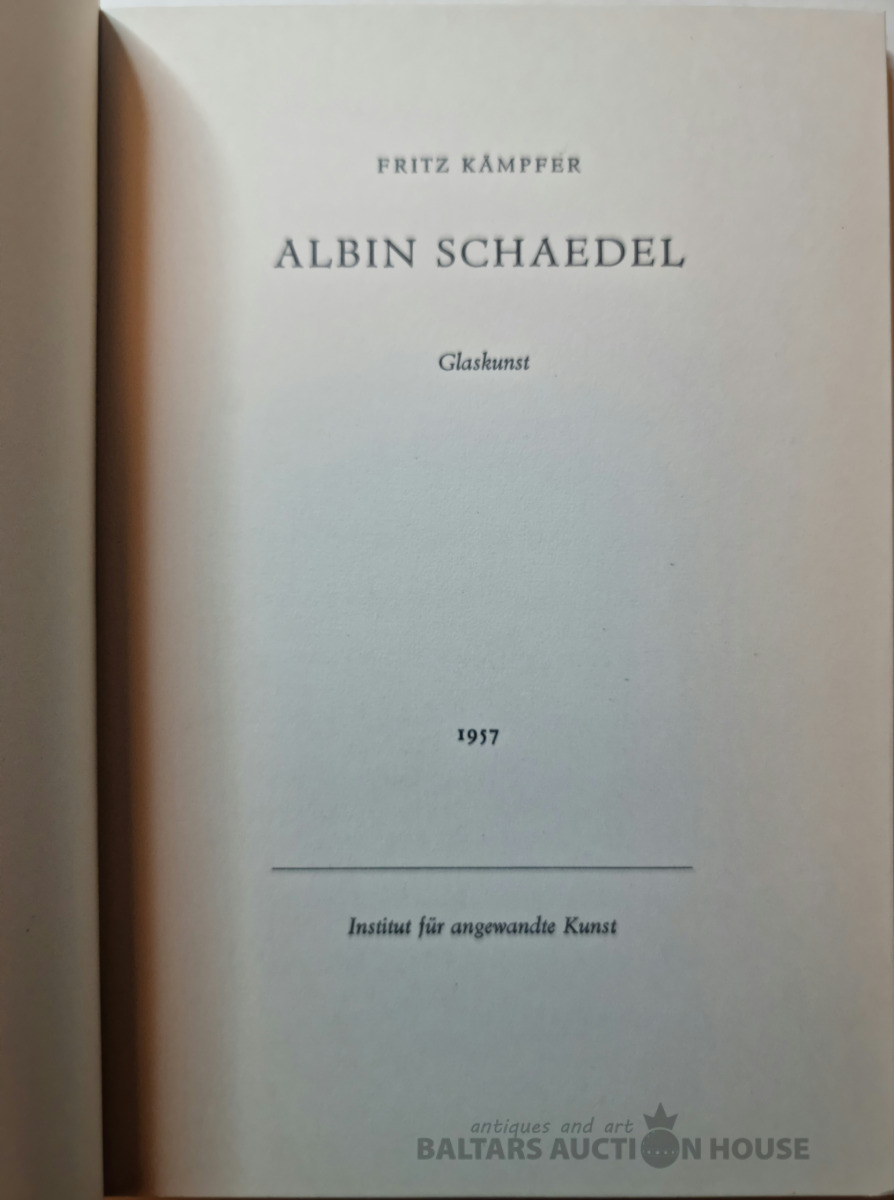 FRITZ KÄMPFER
ALBIN SCHAEDEL
Glaskunst
1957
Institut für angewandte Kunst
antiques and art
BALTARS AUCTION HOUSE